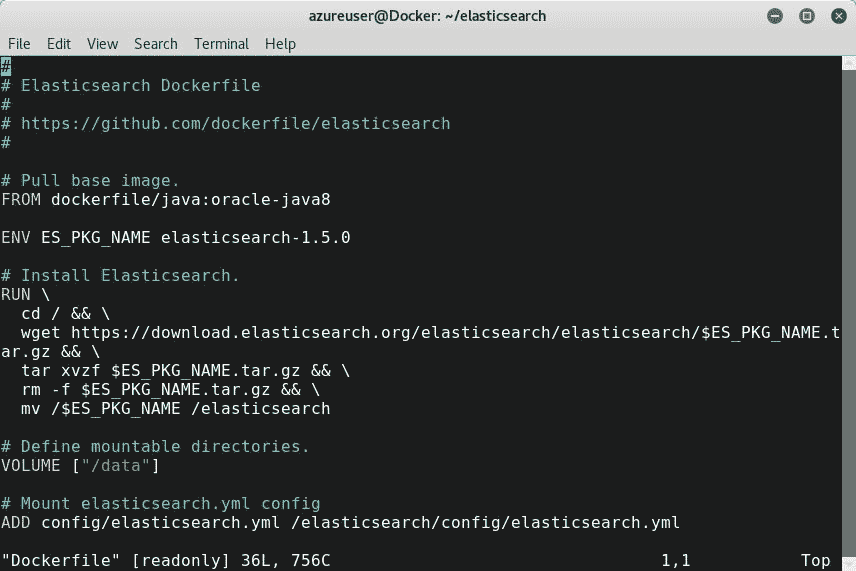 azureuser@Docker: ~/elasticsearch
File Edit View Search Terminal Help
#
# Elasticsearch Dockerfile
#
# https://github.com/dockerfile/elasticsearch
#
# Pull base image.
FROM dockerfile/java:oracle-java8
ENV ES_PKG_NAME elasticsearch-1.5.0
# Install Elasticsearch.
RUN \
  cd / && \
  wget https://download.elasticsearch.org/elasticsearch/elasticsearch/$ES_PKG_NAME.t
ar.gz && \
  tar xvzf $ES_PKG_NAME.tar.gz && \
  rm -f $ES_PKG_NAME.tar.gz && \
  mv /$ES_PKG_NAME /elasticsearch
# Define mountable directories.
VOLUME ["/data"]
# Mount elasticsearch.yml config
ADD config/elasticsearch.yml /elasticsearch/config/elasticsearch.yml
"Dockerfile" [readonly] 36L, 756C 1,1 Top